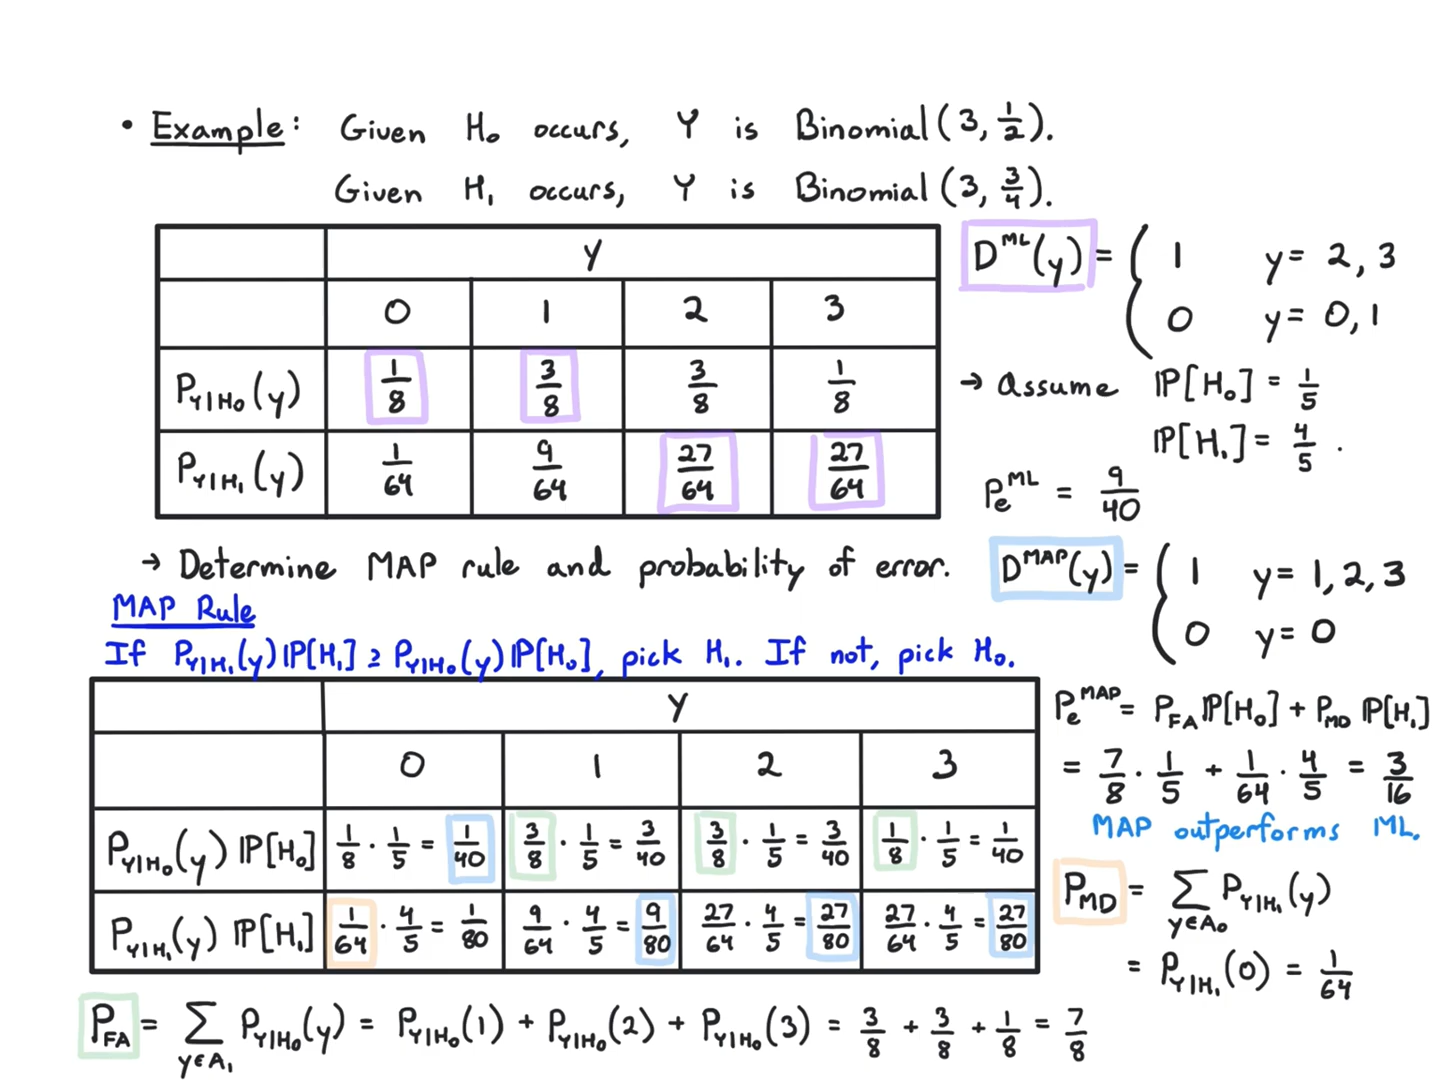 • Example: Given H₀ occurs, Y is Binomial(3, 1/2).
Given H₁ occurs, Y is Binomial(3, 3/4).
Y
0 1 2 3
P_{Y|H₀}(y) 1/8 3/8 3/8 1/8
P_{Y|H₁}(y) 1/64 9/64 27/64 27/64
D^{ML}(y) = { 1 y = 2, 3
0 y = 0, 1
→ Assume ℙ[H₀] = 1/5
ℙ[H₁] = 4/5 .
P_e^{ML} = 9/40
→ Determine MAP rule and probability of error.
D^{MAP}(y) = { 1 y = 1, 2, 3
0 y = 0
MAP Rule
If P_{Y|H₁}(y) ℙ[H₁] ≥ P_{Y|H₀}(y) ℙ[H₀], pick H₁. If not, pick H₀.
Y
0 1 2 3
P_{Y|H₀}(y) ℙ[H₀] 1/8 · 1/5 = 1/40 3/8 · 1/5 = 3/40 3/8 · 1/5 = 3/40 1/8 · 1/5 = 1/40
P_{Y|H₁}(y) ℙ[H₁] 1/64 · 4/5 = 1/80 9/64 · 4/5 = 9/80 27/64 · 4/5 = 27/80 27/64 · 4/5 = 27/80
P_e^{MAP} = P_{FA} ℙ[H₀] + P_{MD} ℙ[H₁]
= 7/8 · 1/5 + 1/64 · 4/5 = 3/16
MAP outperforms ML.
P_{MD} = Σ_{y∈A₀} P_{Y|H₁}(y)
= P_{Y|H₁}(0) = 1/64
P_{FA} = Σ_{y∈A₁} P_{Y|H₀}(y) = P_{Y|H₀}(1) + P_{Y|H₀}(2) + P_{Y|H₀}(3) = 3/8 + 3/8 + 1/8 = 7/8